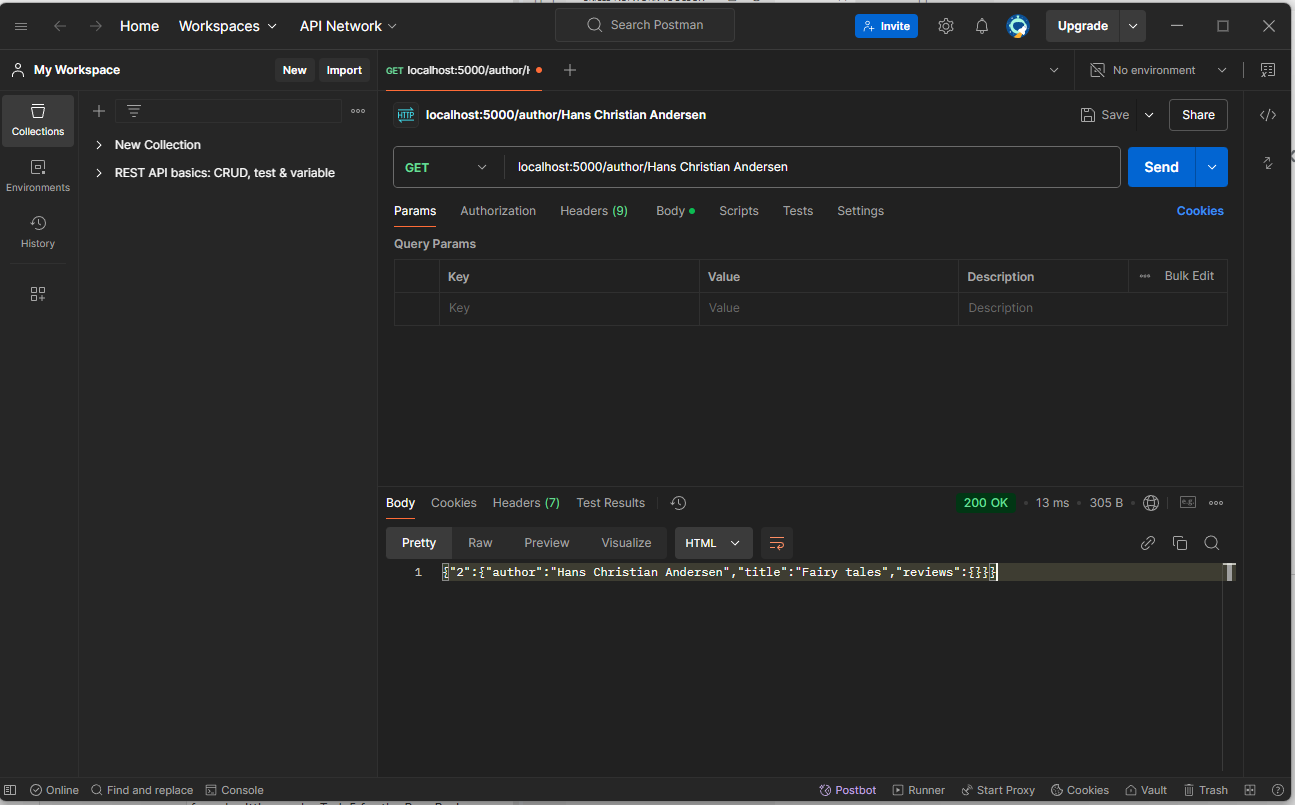 Home Workspaces API Network Search Postman Invite Upgrade
My Workspace New Import GET localhost:5000/author/H No environment
Collections
Environments
History
New Collection
REST API basics: CRUD, test & variable
HTTP localhost:5000/author/Hans Christian Andersen Save Share
GET localhost:5000/author/Hans Christian Andersen Send
Params Authorization Headers (9) Body Scripts Tests Settings Cookies
Query Params
Key Value Description Bulk Edit
Key Value Description
Body Cookies Headers (7) Test Results 200 OK 13 ms 305 B e.g.
Pretty Raw Preview Visualize HTML
1 {"2":{"author":"Hans Christian Andersen","title":"Fairy tales","reviews":{}}}
Online Find and replace Console Postbot Runner Start Proxy Cookies Vault Trash